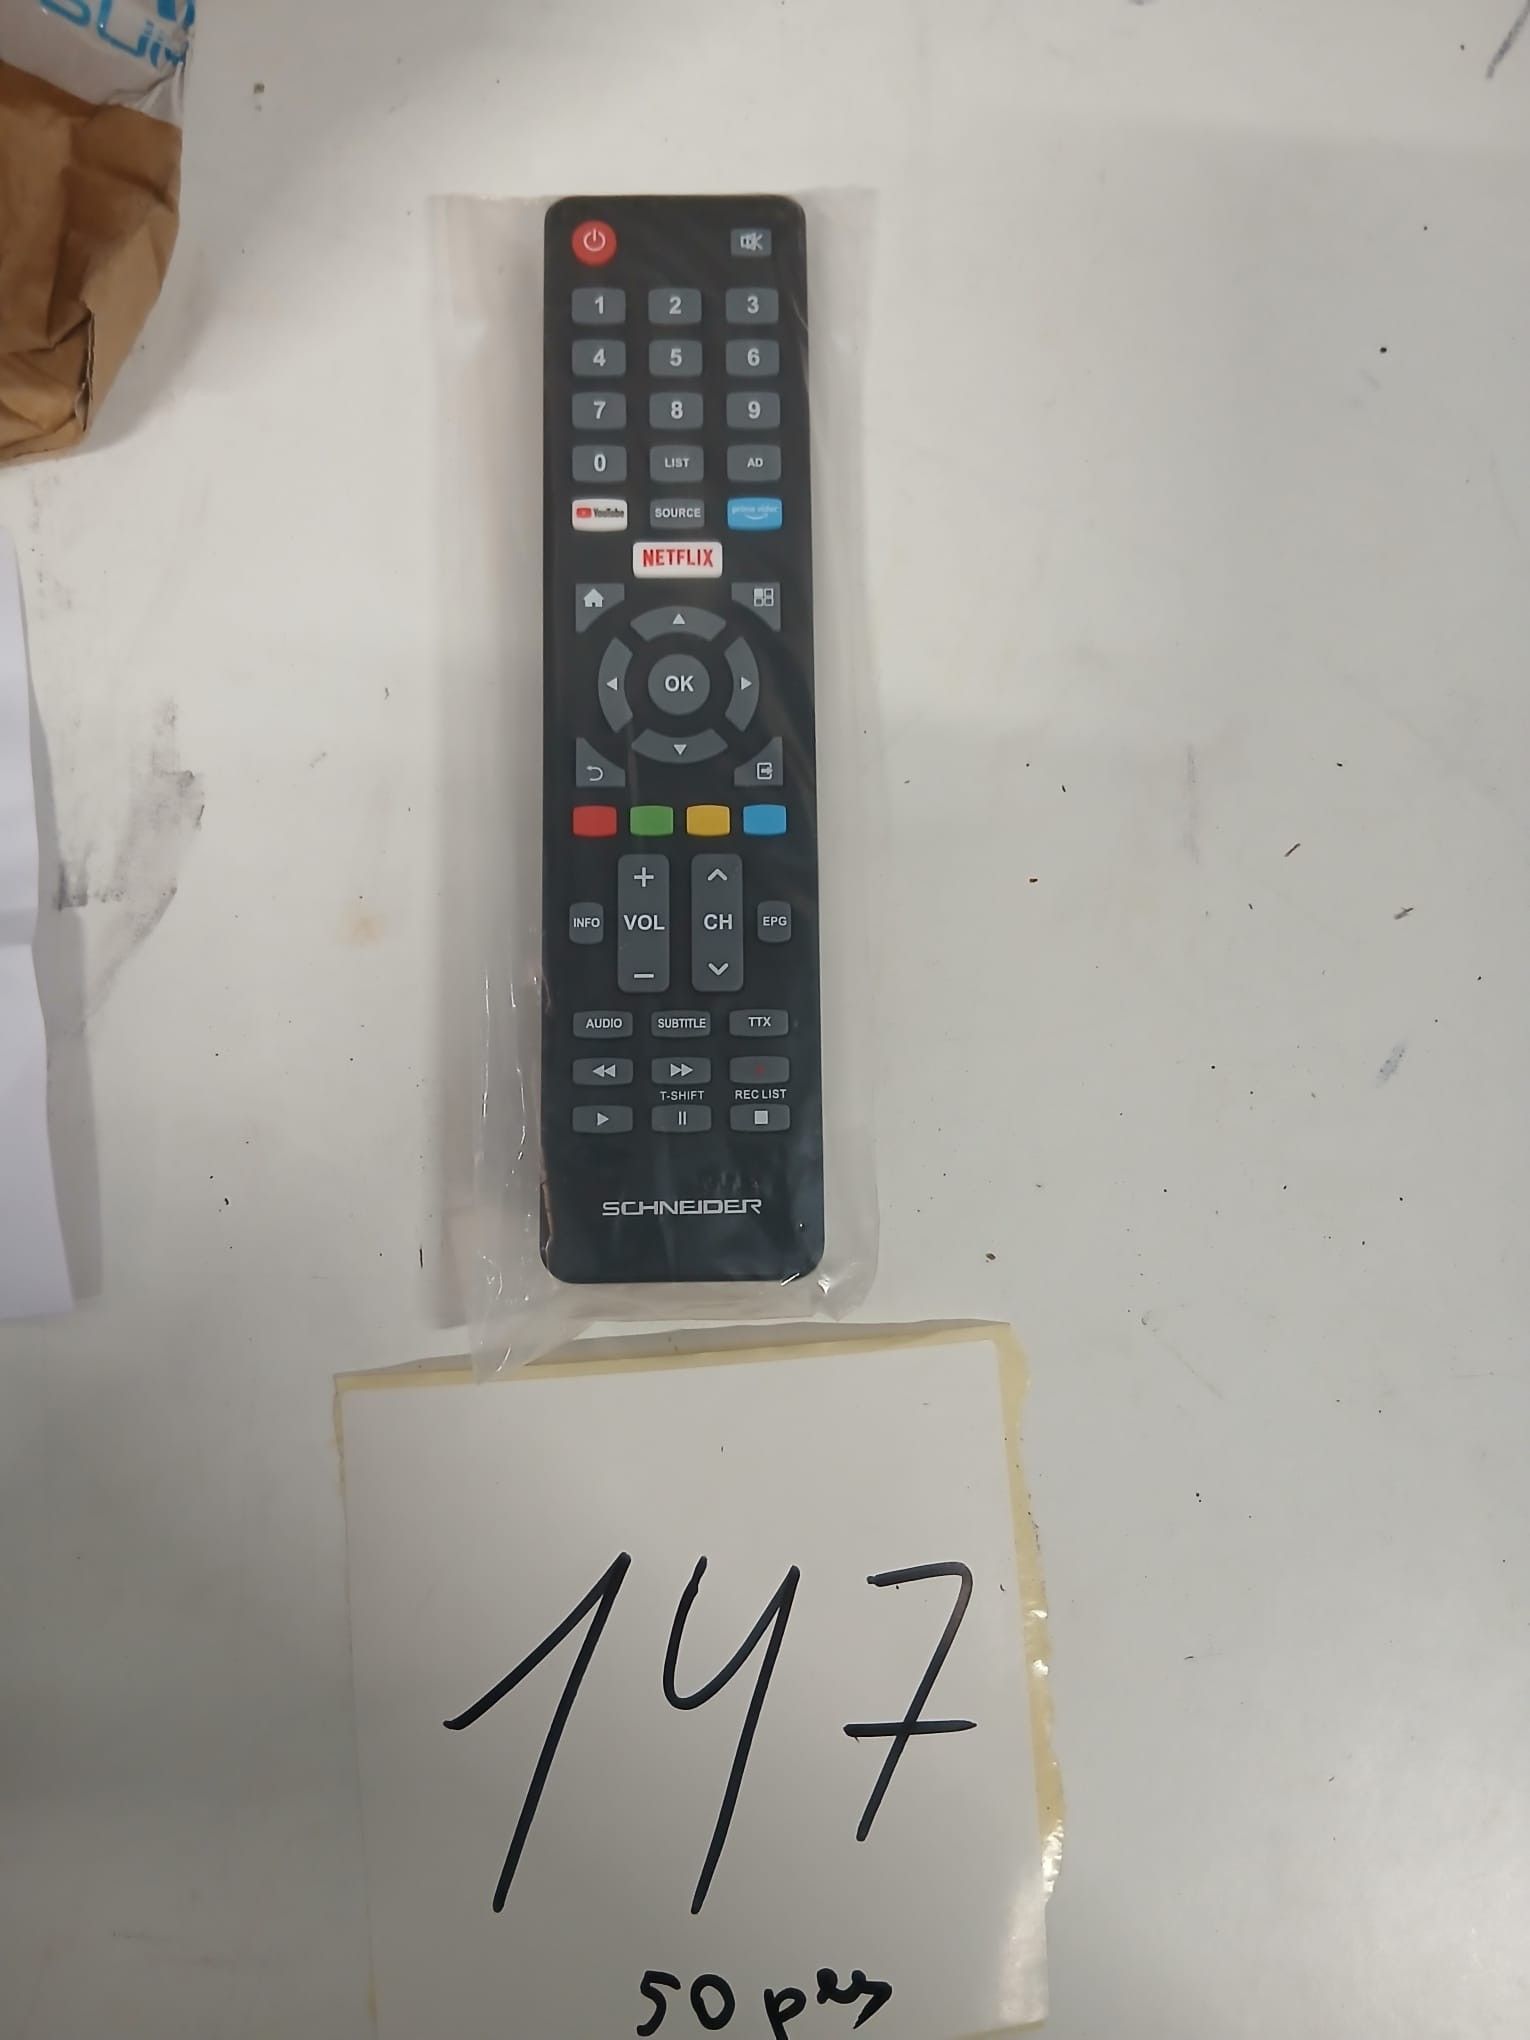 1 2 3
4 5 6
7 8 9
0 LIST AD
YouTube SOURCE prime video
NETFLIX
OK
INFO VOL CH EPG
AUDIO SUBTITLE TTX
T-SHIFT REC LIST
SCHNEIDER
147
50